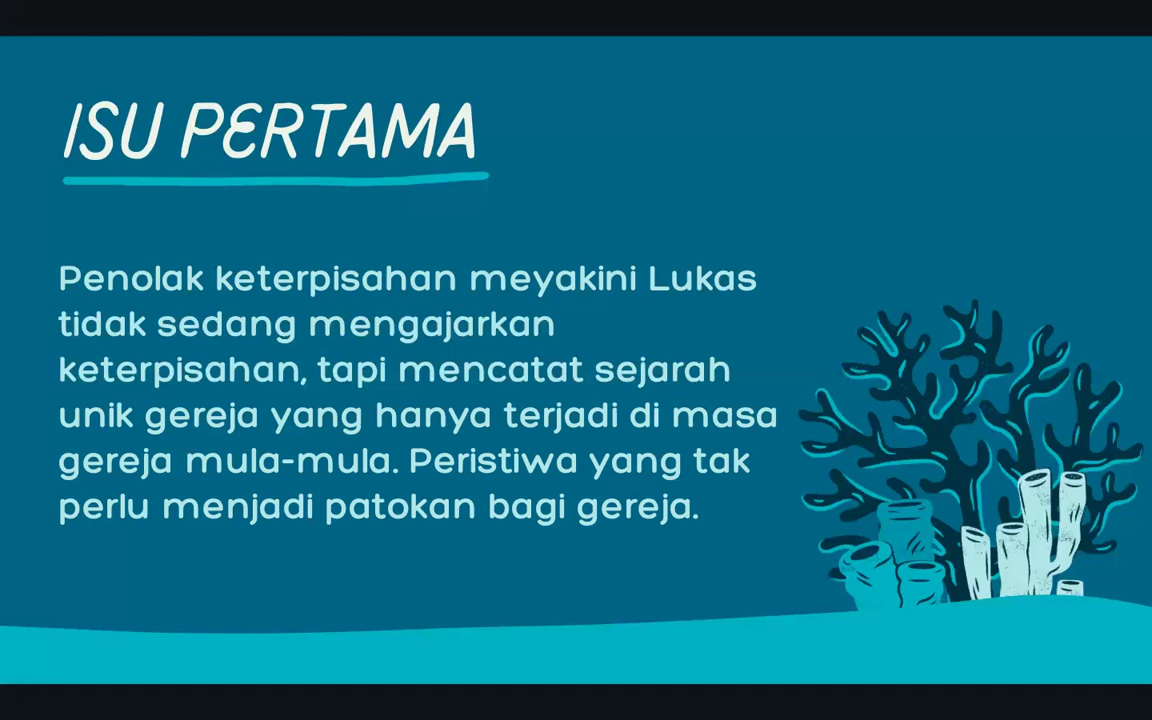 ISU PERTAMA
Penolak keterpisahan meyakini Lukas
tidak sedang mengajarkan
keterpisahan, tapi mencatat sejarah
unik gereja yang hanya terjadi di masa
gereja mula-mula. Peristiwa yang tak
perlu menjadi patokan bagi gereja.